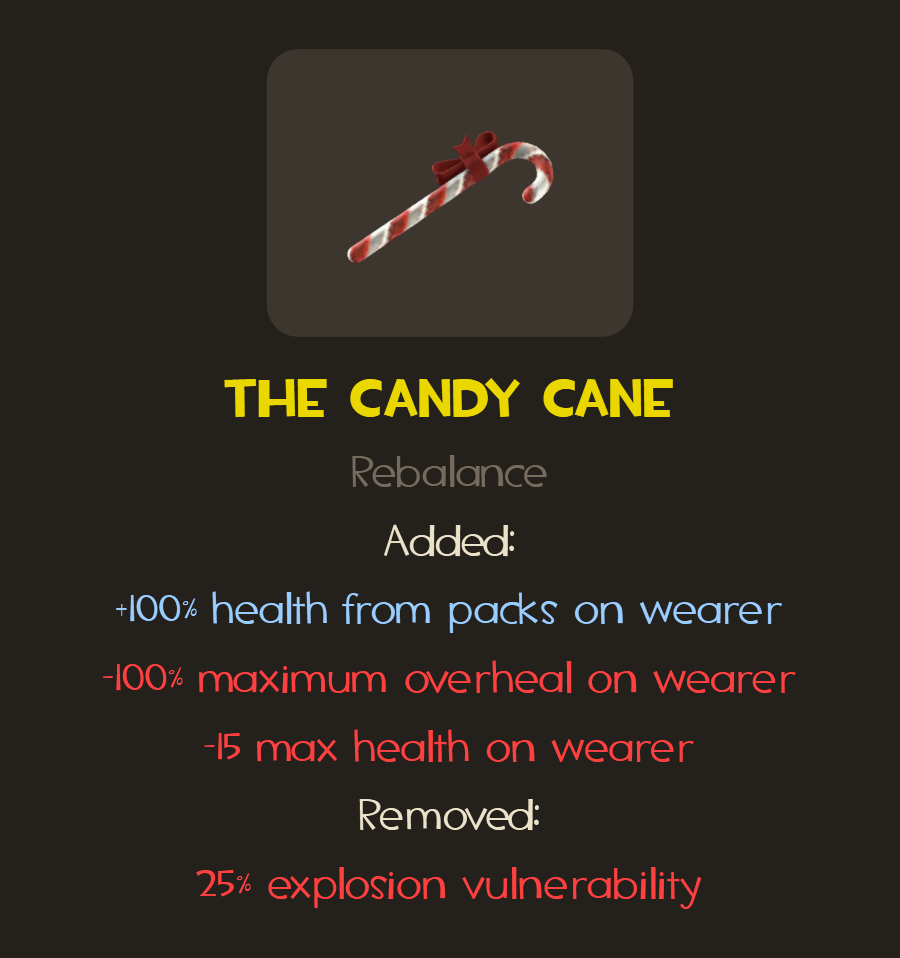 THE CANDY CANE
Rebalance
Added:
+100% health from packs on wearer
-100% maximum overheal on wearer
-15 max health on wearer
Removed:
25% explosion vulnerability